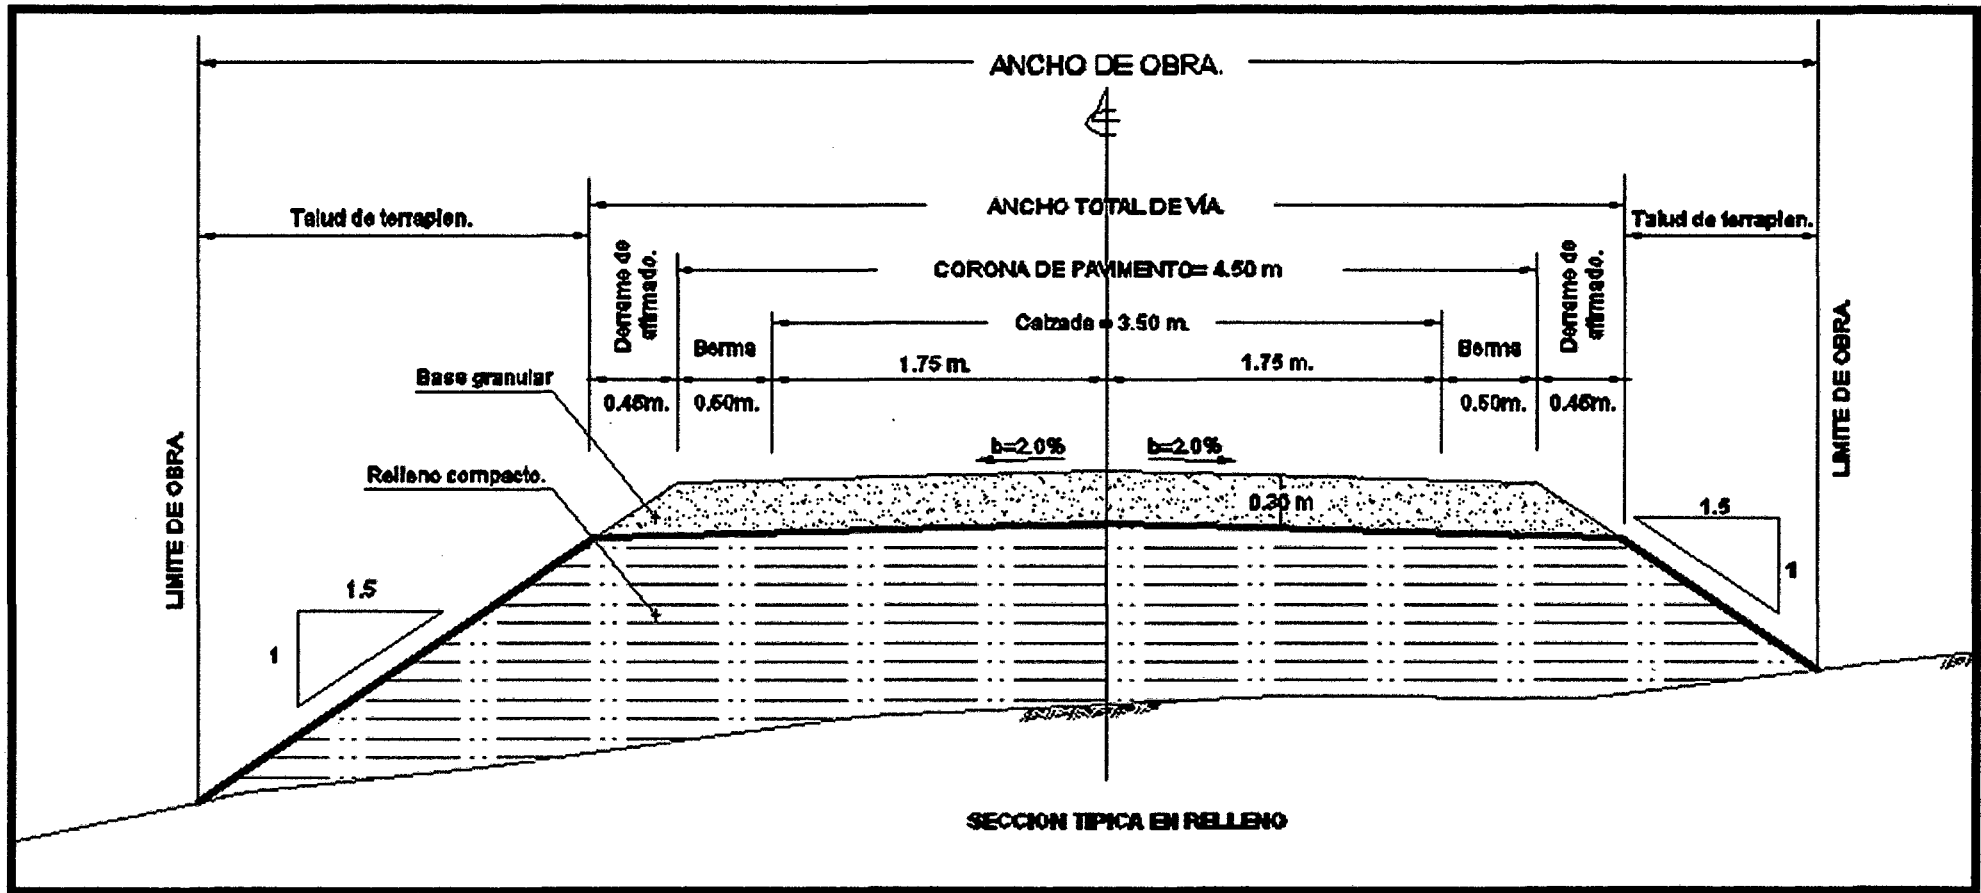 ANCHO DE OBRA.
ANCHO TOTAL DE VÍA.
Talud de terraplen.
Talud de terraplen.
Derrame de
afirmado.
CORONA DE PAVIMENTO= 4.50 m
Derrame de
afirmado.
Calzada = 3.50 m.
Berma
1.75 m.
1.75 m.
Berma
Base granular
0.45m.
0.50m.
0.50m.
0.45m.
LIMITE DE OBRA.
LIMITE DE OBRA.
b=2.0%
b=2.0%
Relleno compacto.
0.30 m
1.5
1
1.5
1
SECCION TIPICA EN RELLENO